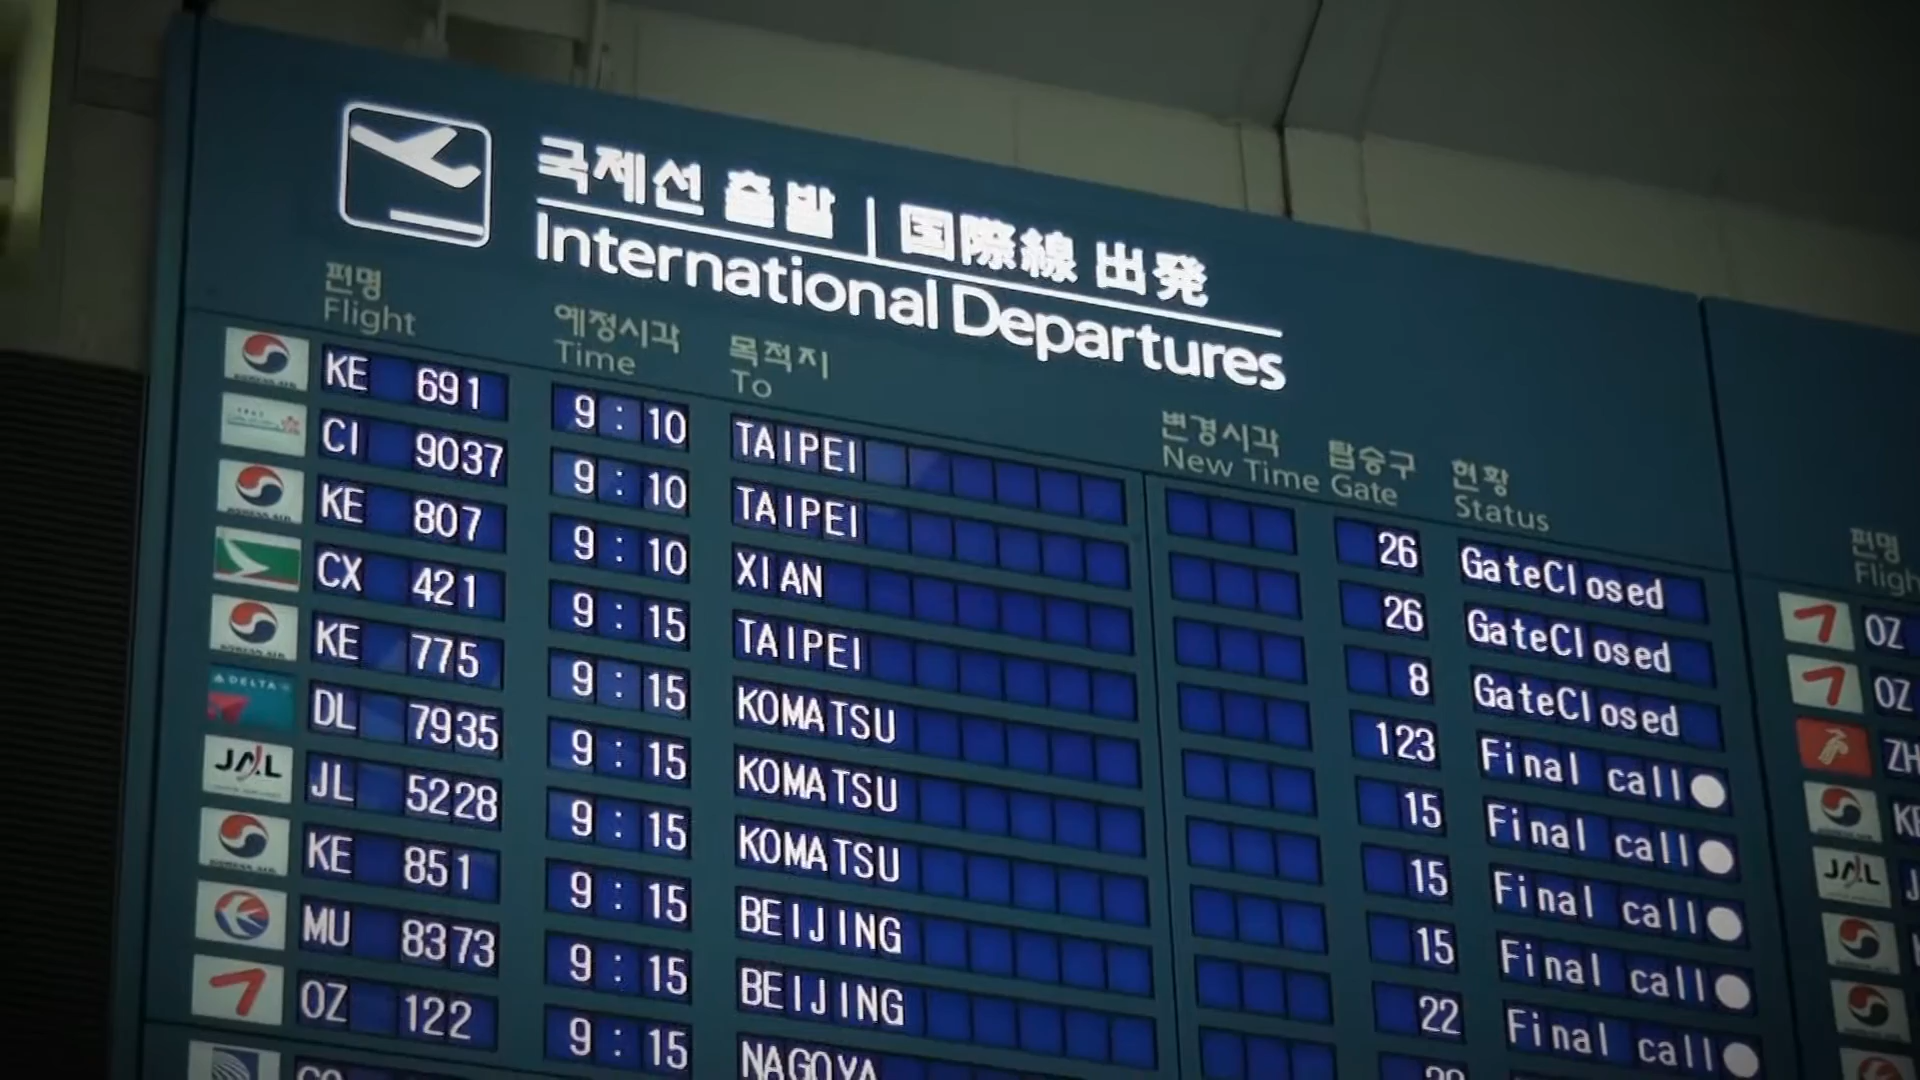 국제선 출발 | 国際線 出発
International Departures
편명 예정시각 목적지 변경시각 탑승구 현황
Flight Time To New Time Gate Status
KE 691 9:10 TAIPEI 26 GateClosed
CI 9037 9:10 TAIPEI 26 GateClosed
KE 807 9:10 XIAN 8 GateClosed
CX 421 9:15 TAIPEI 123 Final call
KE 775 9:15 KOMATSU 15 Final call
DELTA DL 7935 9:15 KOMATSU 15 Final call
JAL JL 5228 9:15 KOMATSU 15 Final call
KE 851 9:15 BEIJING 22 Final call
MU 8373 9:15 BEIJING
OZ 122 9:15 NAGOYA
편명
Fligh
OZ
OZ
ZH
KE
JAL J